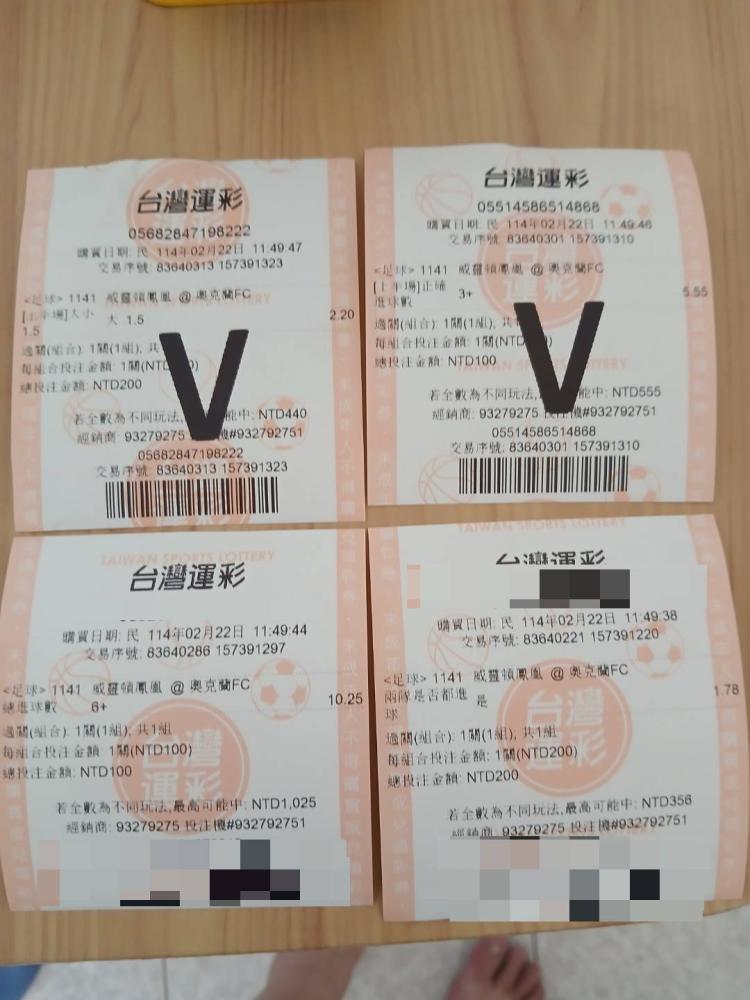 台灣運彩
05682847198222
購買日期: 民 114年02月22日 11:49:47
交易序號: 83640313 157391323
<足球> 1141 威靈頓鳳凰 @ 奧克蘭FC
[上半場]大小 大 1.5 2.20
1.5
過關(組合): 1關(1組), 共
每組合投注金額: 1關(NTD
總投注金額: NTD200
若全數為不同玩法, 能中: NTD440
經銷商: 93279275 機#932792751
05682847198222
交易序號: 83640313 157391323
台灣運彩
05514586514868
購買日期: 民 114年02月22日 11:49:46
交易序號: 83640301 157391310
<足球> 1141 威靈頓鳳凰 @ 奧克蘭FC
[上半場]正確 3+ 5.55
進球數
過關(組合): 1關(1組), 共1
每組合投注金額: 1關(NTD
總投注金額: NTD100
TAIWAN SPORTS LOTTERY
若全數為不同玩法, 能中: NTD555
經銷商: 93279275 機#932792751
05514586514868
交易序號: 83640301 157391310
TAIWAN SPORTS LOTTERY
台灣運彩
購買日期: 民 114年02月22日 11:49:44
交易序號: 83640286 157391297
<足球> 1141 威靈頓鳳凰 @ 奧克蘭FC
總進球數 6+ 10.25
過關(組合): 1關(1組), 共1組
每組合投注金額: 1關(NTD100)
總投注金額: NTD100
若全數為不同玩法,最高可能中: NTD1,025
經銷商: 93279275 投注機#932792751
TAIWAN SPORTS LOTTERY
台灣運彩
購買日期: 民 114年02月22日 11:49:38
交易序號: 83640221 157391220
<足球> 1141 威靈頓鳳凰 @ 奧克蘭FC
兩隊是否都進 是 1.78
球
過關(組合): 1關(1組), 共1組
每組合投注金額: 1關(NTD200)
總投注金額: NTD200
若全數為不同玩法,最高可能中: NTD356
經銷商: 93279275 投注機#932792751